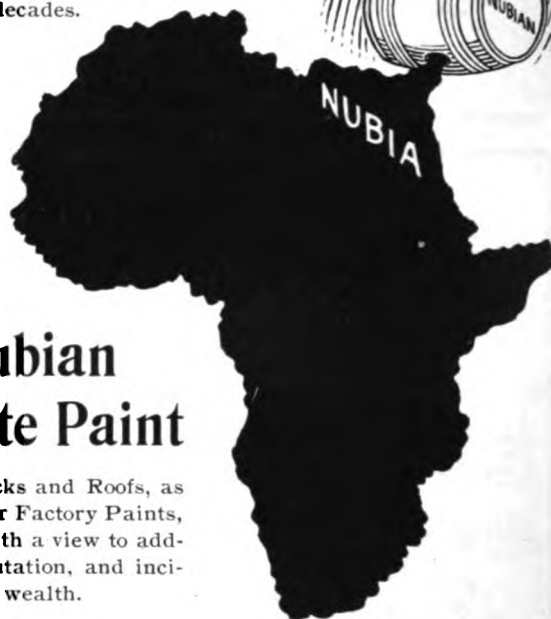 decades.
NUBIAN
NUBIA
ubian
te Paint
cks and Roofs, as
r Factory Paints,
th a view to add-
utation, and inci-
wealth.